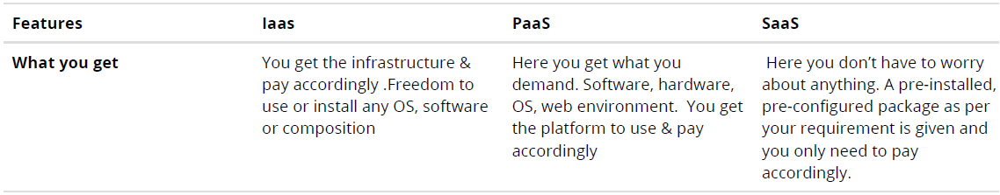 Features Iaas PaaS SaaS
What you get
You get the infrastructure &
pay accordingly .Freedom to
use or install any OS, software
or composition
Here you get what you
demand. Software, hardware,
OS, web environment.  You get
the platform to use & pay
accordingly
Here you don’t have to worry
about anything. A pre-installed,
pre-configured package as per
your requirement is given and
you only need to pay
accordingly.